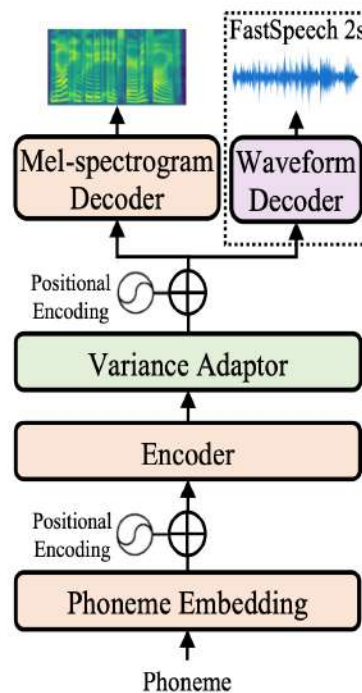 FastSpeech 2s
Mel-spectrogram
Decoder
Waveform
Decoder
Positional
Encoding
Variance Adaptor
Encoder
Positional
Encoding
Phoneme Embedding
Phoneme